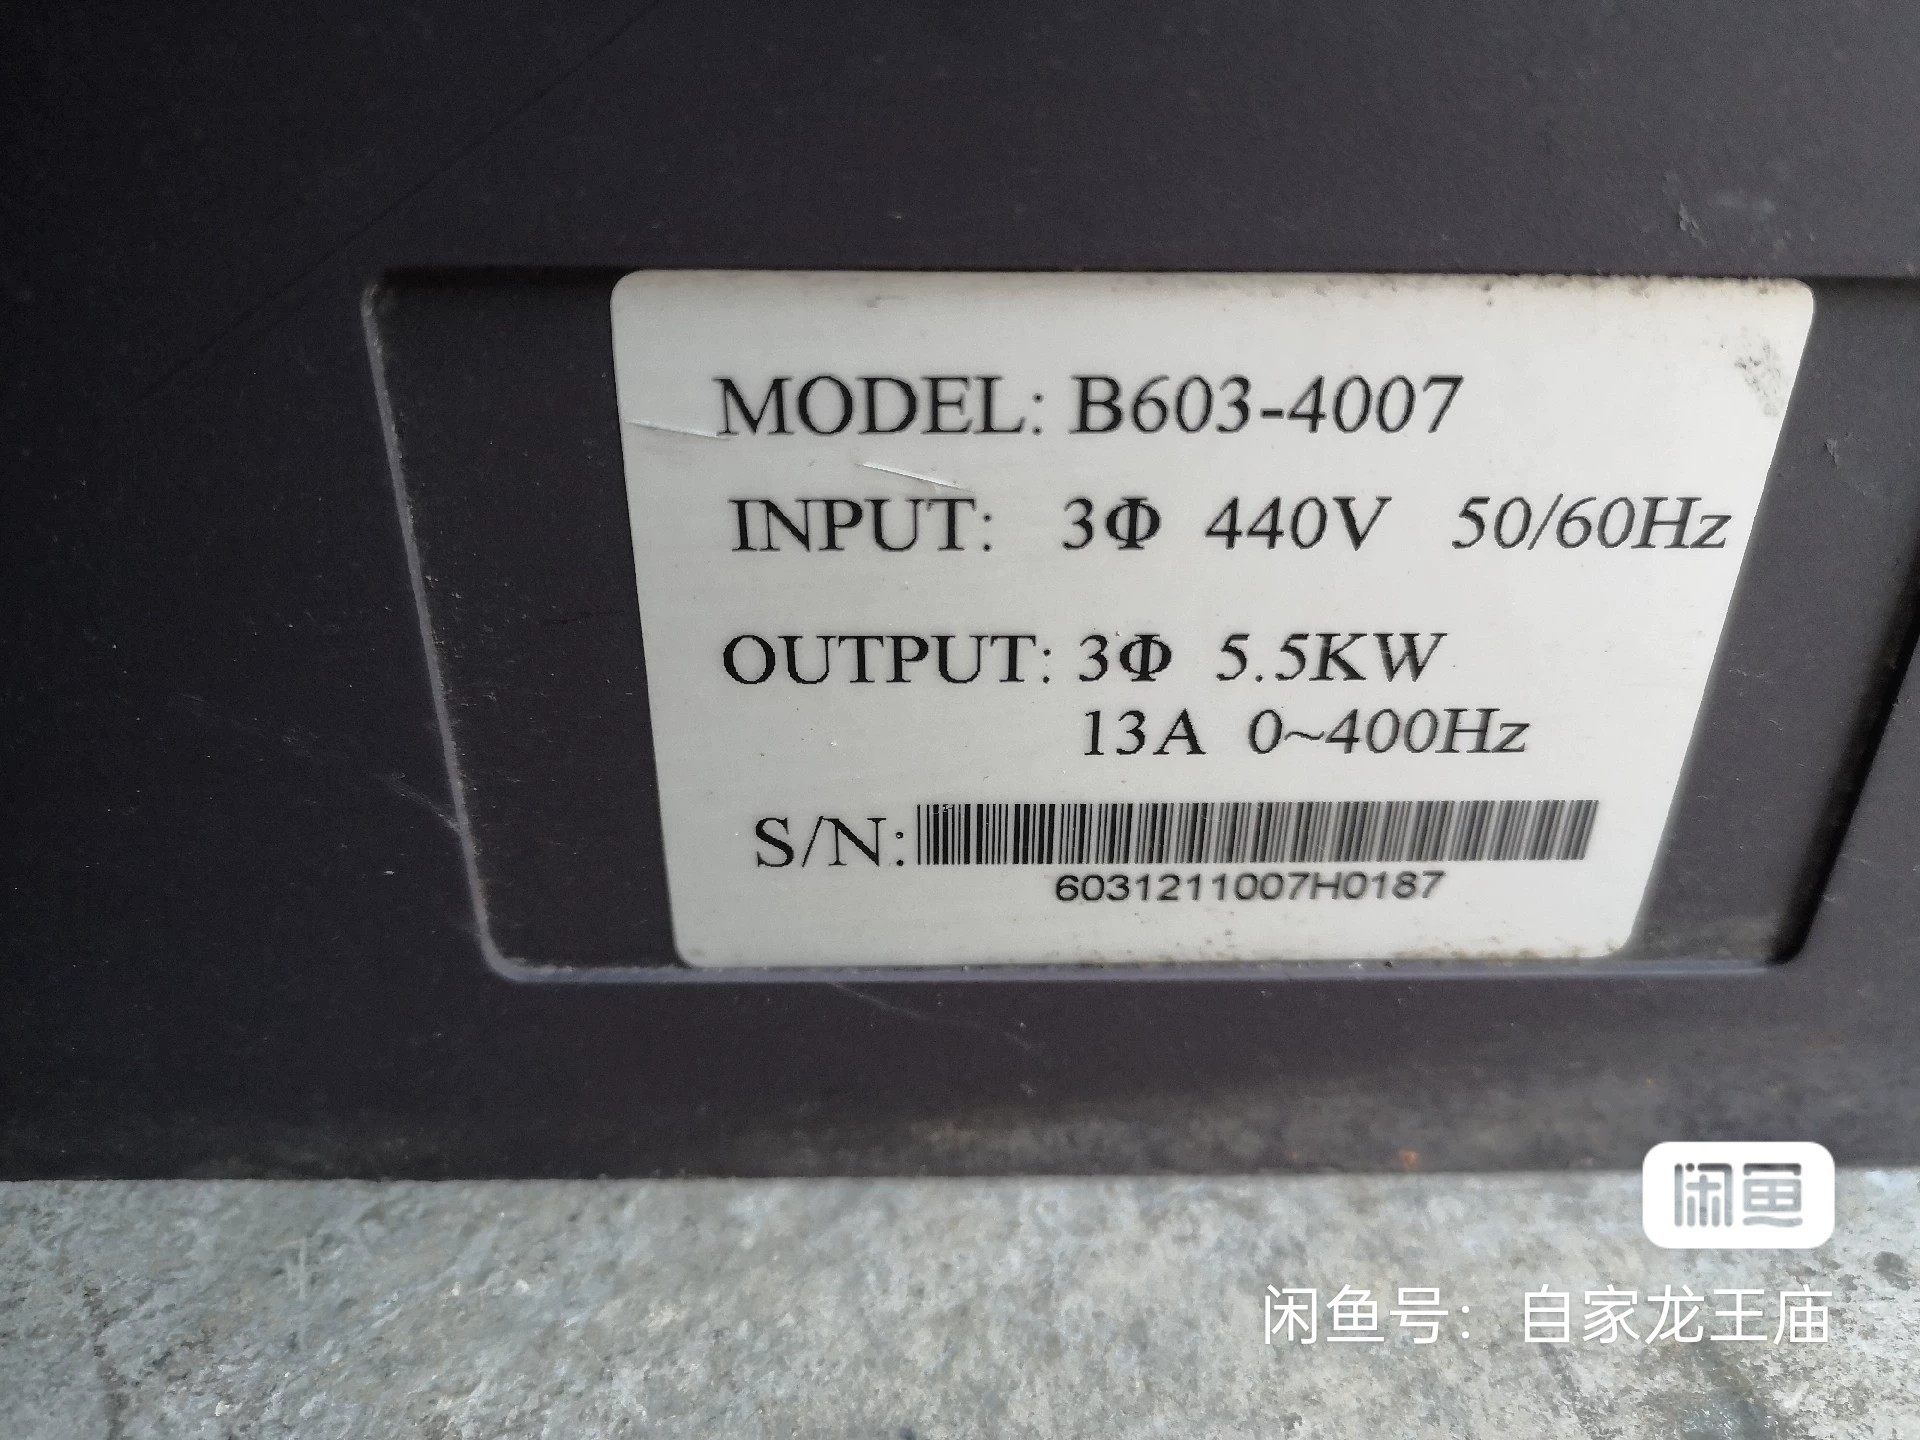 MODEL: B603-4007
INPUT: 3Φ 440V 50/60Hz
OUTPUT: 3Φ 5.5KW
13A 0~400Hz
S/N:
6031211007H0187
闲鱼
闲鱼号：自家龙王庙